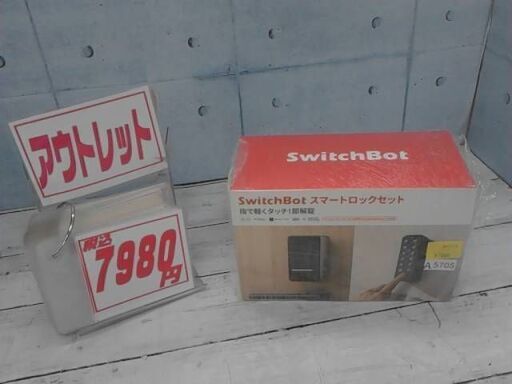 アウトレット
税込
7980円
SwitchBot
SwitchBot スマートロックセット
指で軽くタッチ!即解錠
A 5705